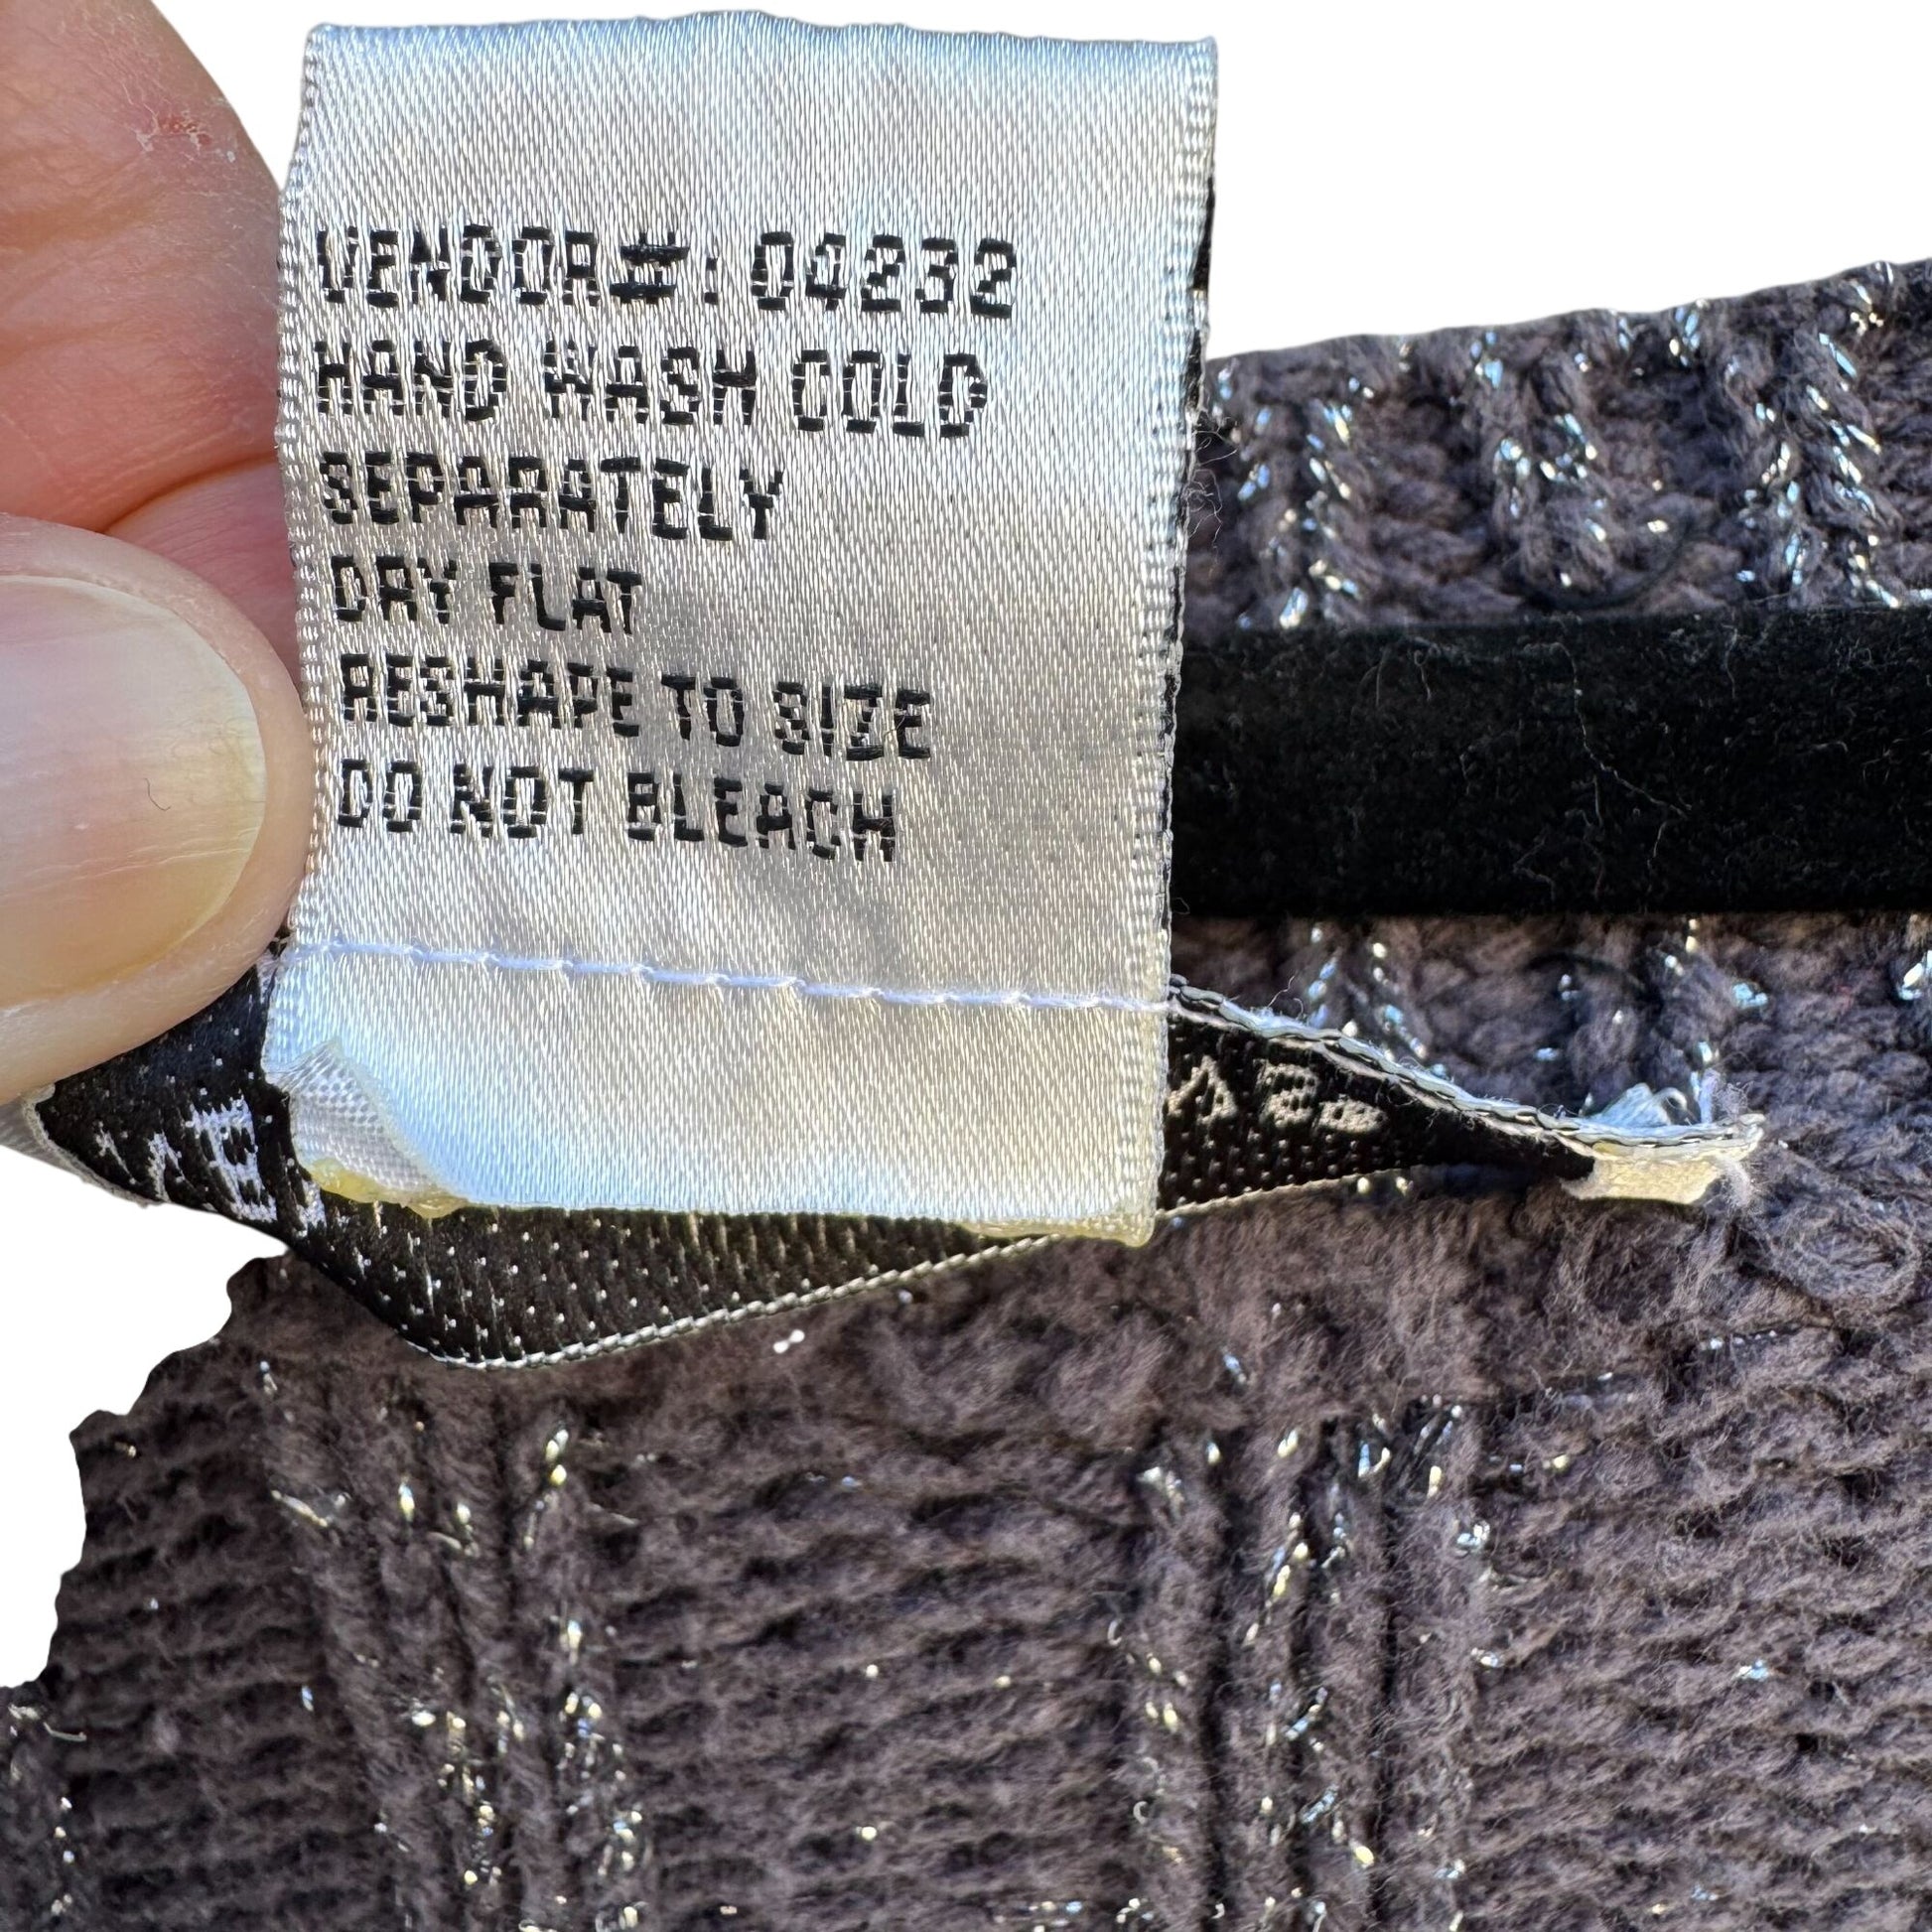 VENDOR#: 04232
HAND WASH COLD
SEPARATELY
DRY FLAT
RESHAPE TO SIZE
DO NOT BLEACH